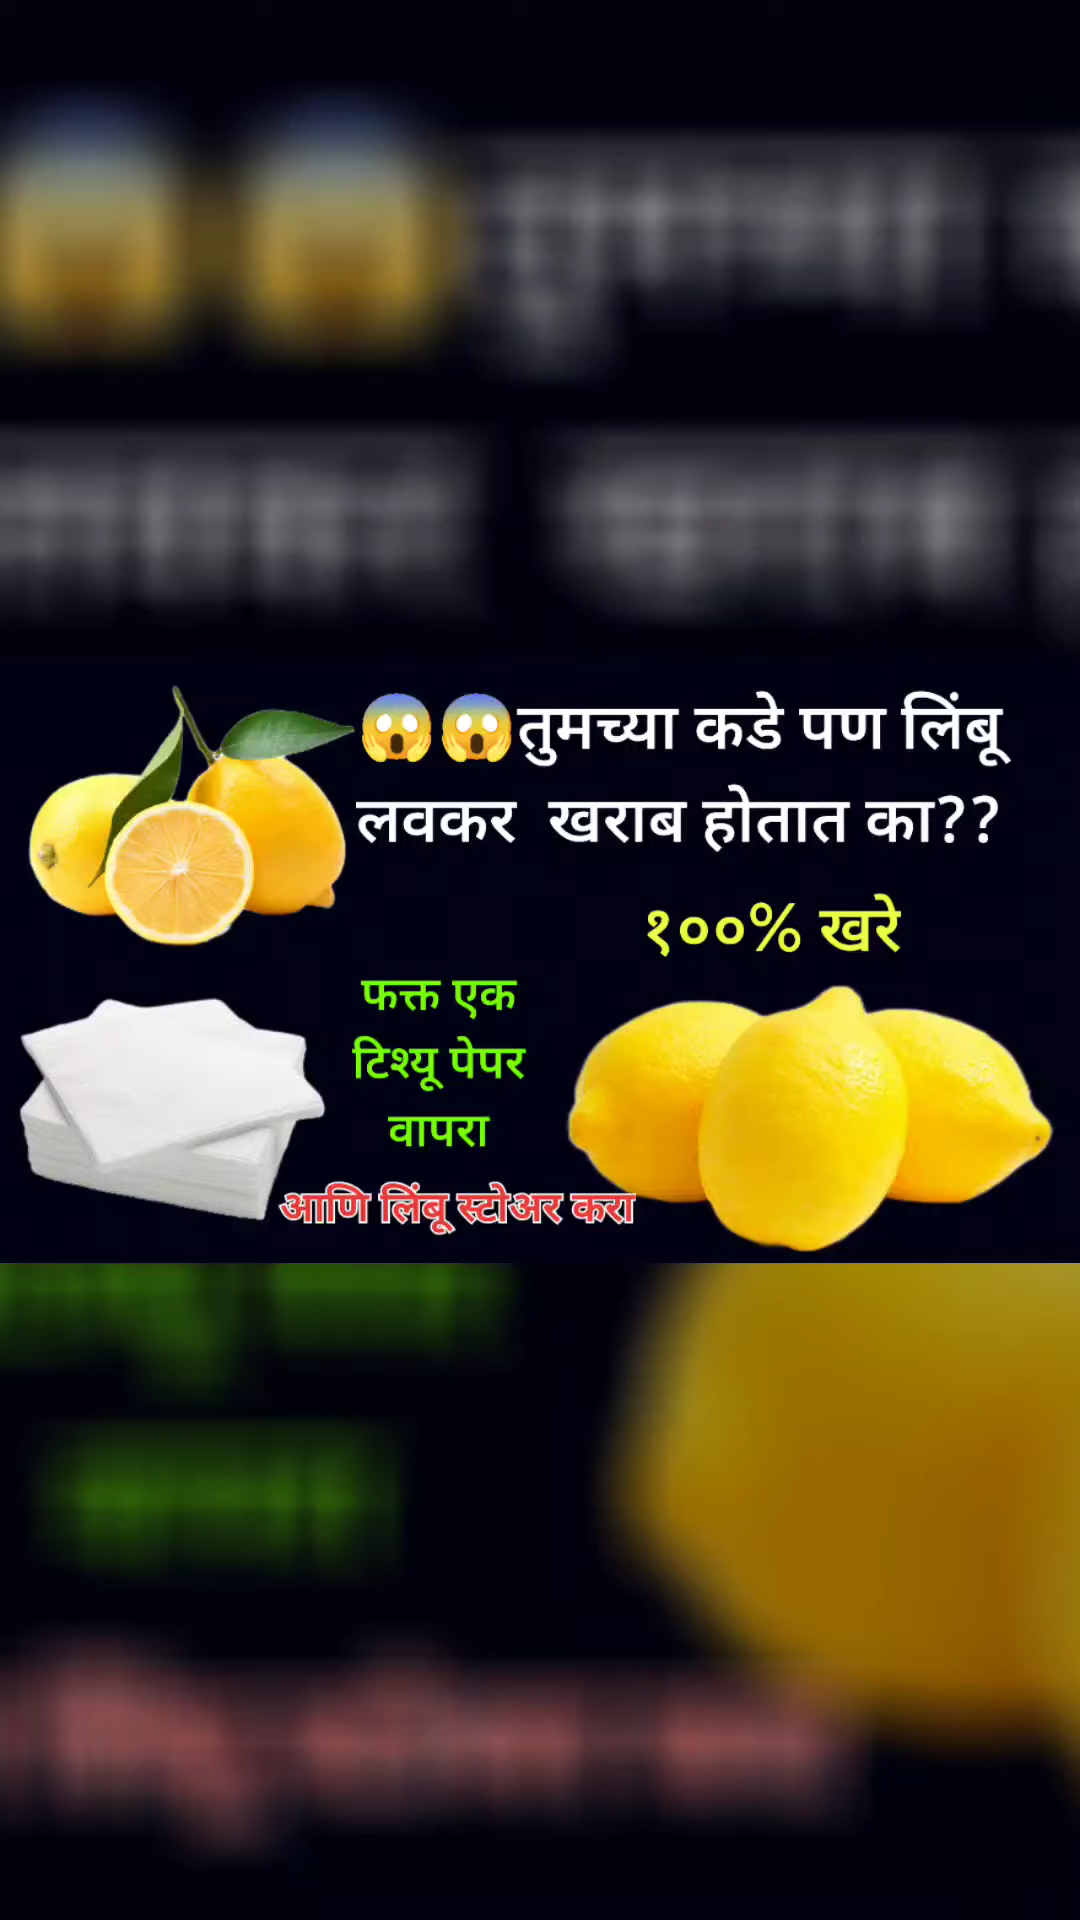 😱😱तुमच्या कडे पण लिंबू
लवकर खराब होतात का??
१००% खरे
फक्त एक
टिश्यू पेपर
वापरा
आणि लिंबू स्टोअर करा